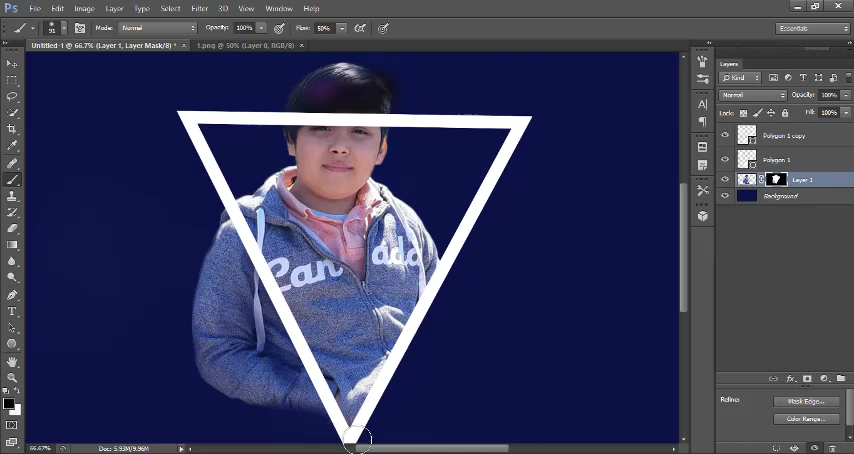 Ps File Edit Image Layer Type Select Filter 3D View Window Help
91 Mode: Normal Opacity: 100% Flow: 50% Essentials
Untitled-1 @ 66.7% (Layer 1, Layer Mask/8) * × 1.png @ 50% (Layer 0, RGB/8) ×
Layers
Kind
Normal Opacity: 100%
Lock: Fill: 100%
Polygon 1 copy
Polygon 1
Layer 1
Background
Canada
Refine:
Mask Edge...
Color Range...
66.67% Doc: 5.93M/9.96M